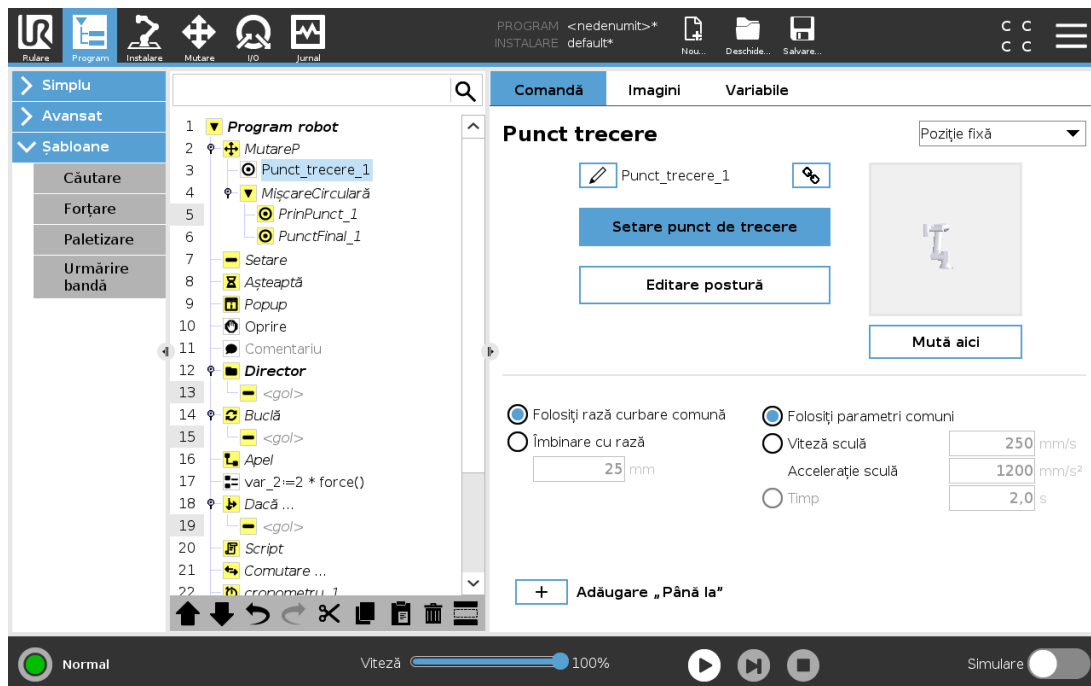 PROGRAM <nedenumit>*
INSTALARE default*
Rulare
Program
Instalare
Mutare
I/O
Jurnal
Nou...
Deschide...
Salvare...
C C
C C
Simplu
Avansat
Șabloane
Căutare
Forțare
Paletizare
Urmărire
bandă
1 Program robot
2 MutareP
3 Punct_trecere_1
4 MișcareCirculară
5 PrinPunct_1
6 PunctFinal_1
7 Setare
8 Așteaptă
9 Popup
10 Oprire
11 Comentariu
12 Director
13 <gol>
14 Buclă
15 <gol>
16 Apel
17 var_2:=2 * force()
18 Dacă ...
19 <gol>
20 Script
21 Comutare ...
22 cronometru_1
Comandă
Imagini
Variabile
Punct trecere
Poziție fixă
Punct_trecere_1
Setare punct de trecere
Editare postură
Mută aici
Folosiți rază curbare comună
Îmbinare cu rază
25 mm
Folosiți parametri comuni
Viteză sculă 250 mm/s
Accelerație sculă 1200 mm/s²
Timp 2,0 s
+ Adăugare „Până la”
Normal
Viteză 100%
Simulare